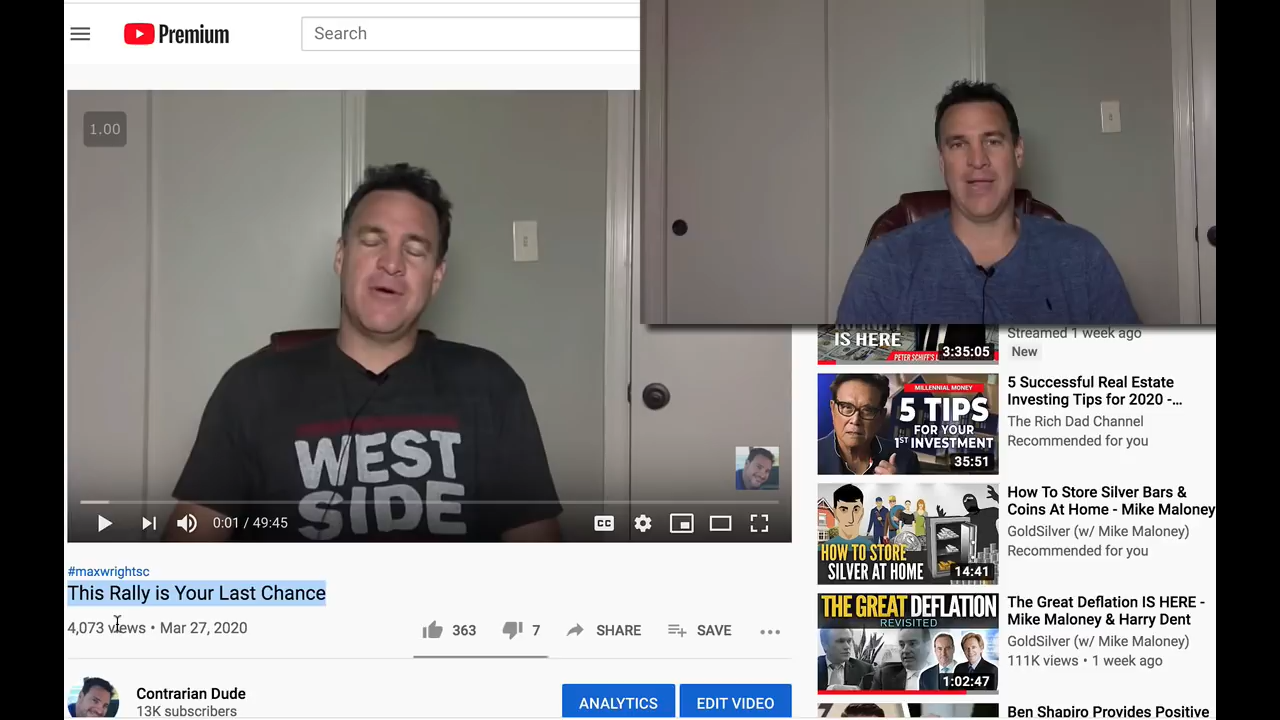 Premium
Search
1.00
WEST
SIDE
0:01 / 49:45
CC
#maxwrightsc
This Rally is Your Last Chance
4,073 views • Mar 27, 2020
363
7
SHARE
SAVE
Contrarian Dude
13K subscribers
ANALYTICS
EDIT VIDEO
IS HERE
3:35:05
Streamed 1 week ago
New
MILLENNIAL MONEY
5 TIPS
FOR YOUR
1ST INVESTMENT
35:51
5 Successful Real Estate
Investing Tips for 2020 -...
The Rich Dad Channel
Recommended for you
HOW TO STORE
SILVER AT HOME
14:41
How To Store Silver Bars &
Coins At Home - Mike Maloney
GoldSilver (w/ Mike Maloney)
Recommended for you
THE GREAT DEFLATION
REVISITED
1:02:47
The Great Deflation IS HERE -
Mike Maloney & Harry Dent
GoldSilver (w/ Mike Maloney)
111K views • 1 week ago
Ben Shapiro Provides Positive